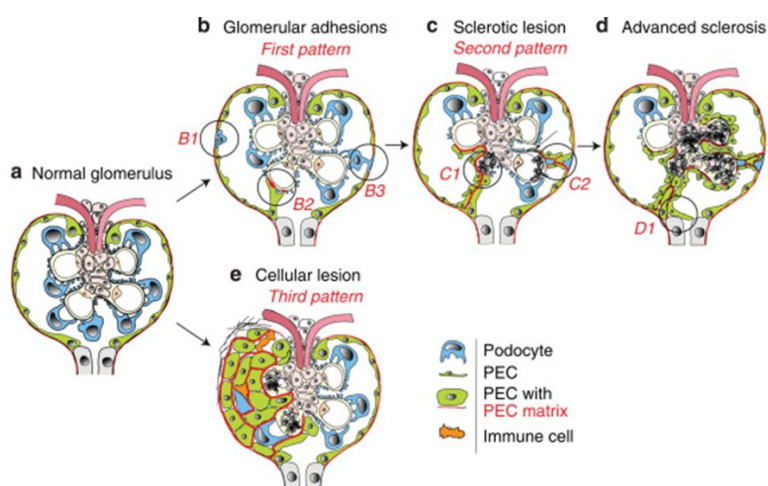 b Glomerular adhesions
First pattern
c Sclerotic lesion
Second pattern
d Advanced sclerosis
B1
B2
B3
C1
C2
D1
a Normal glomerulus
e Cellular lesion
Third pattern
Podocyte
PEC
PEC with
PEC matrix
Immune cell